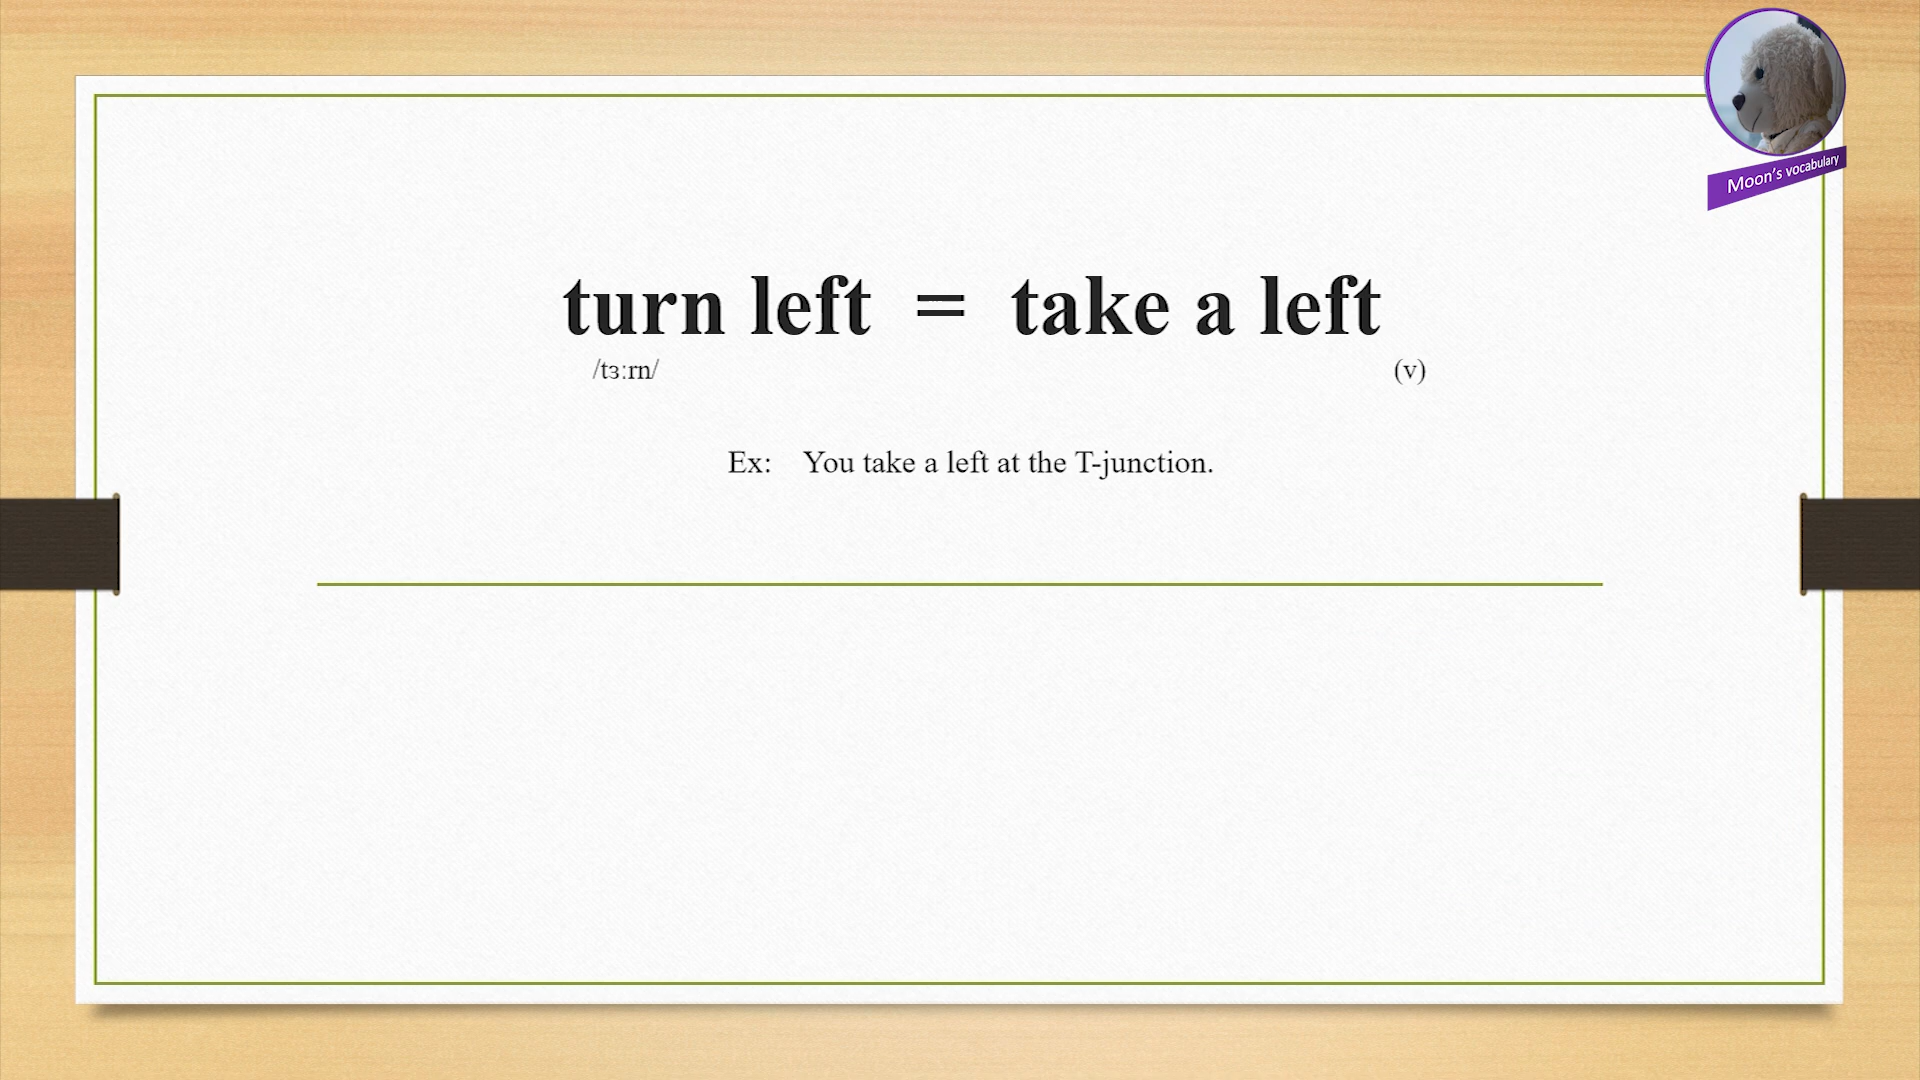 Moon's vocabulary
turn left = take a left
/tɜːrn/ (v)
Ex: You take a left at the T-junction.